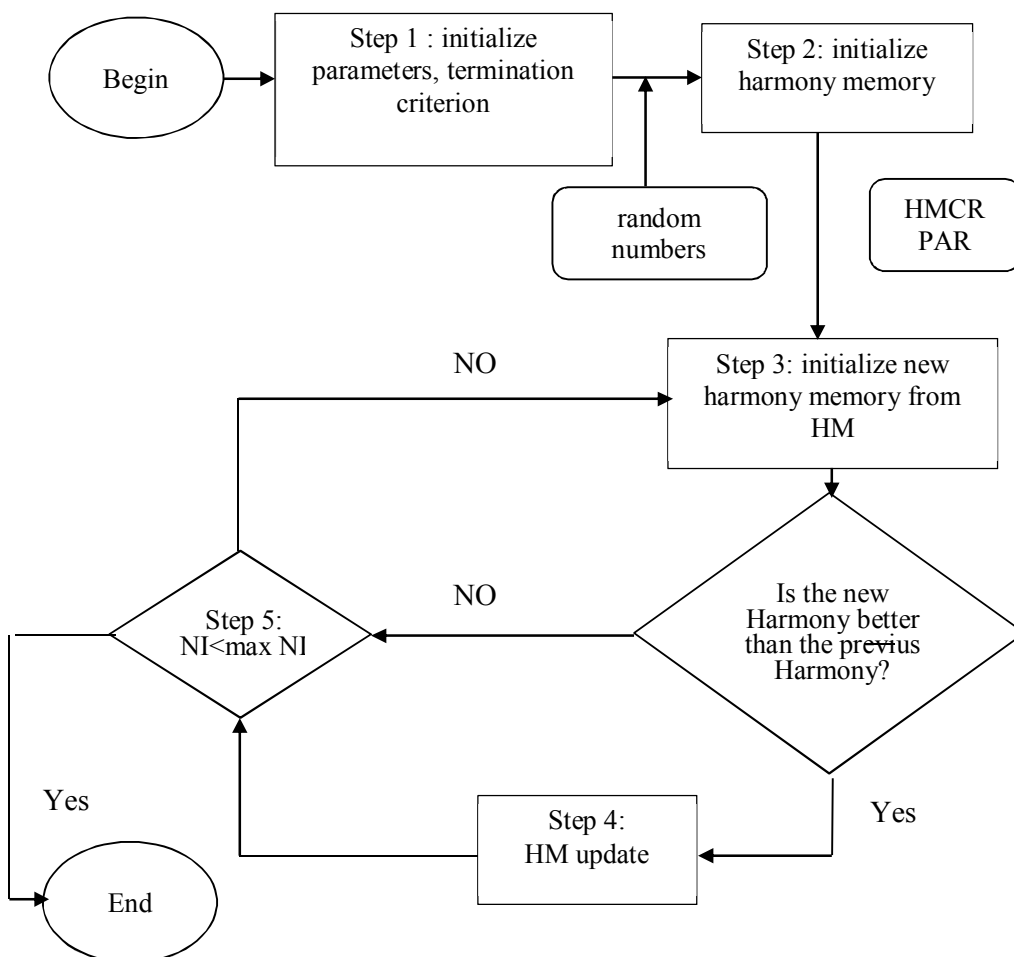 Begin
Step 1 : initialize
parameters, termination
criterion
Step 2: initialize
harmony memory
random
numbers
HMCR
PAR
NO
Step 3: initialize new
harmony memory from
HM
Is the new
Harmony better
than the previus
Harmony?
NO
Step 5:
NI<max NI
Yes
Step 4:
HM update
Yes
End